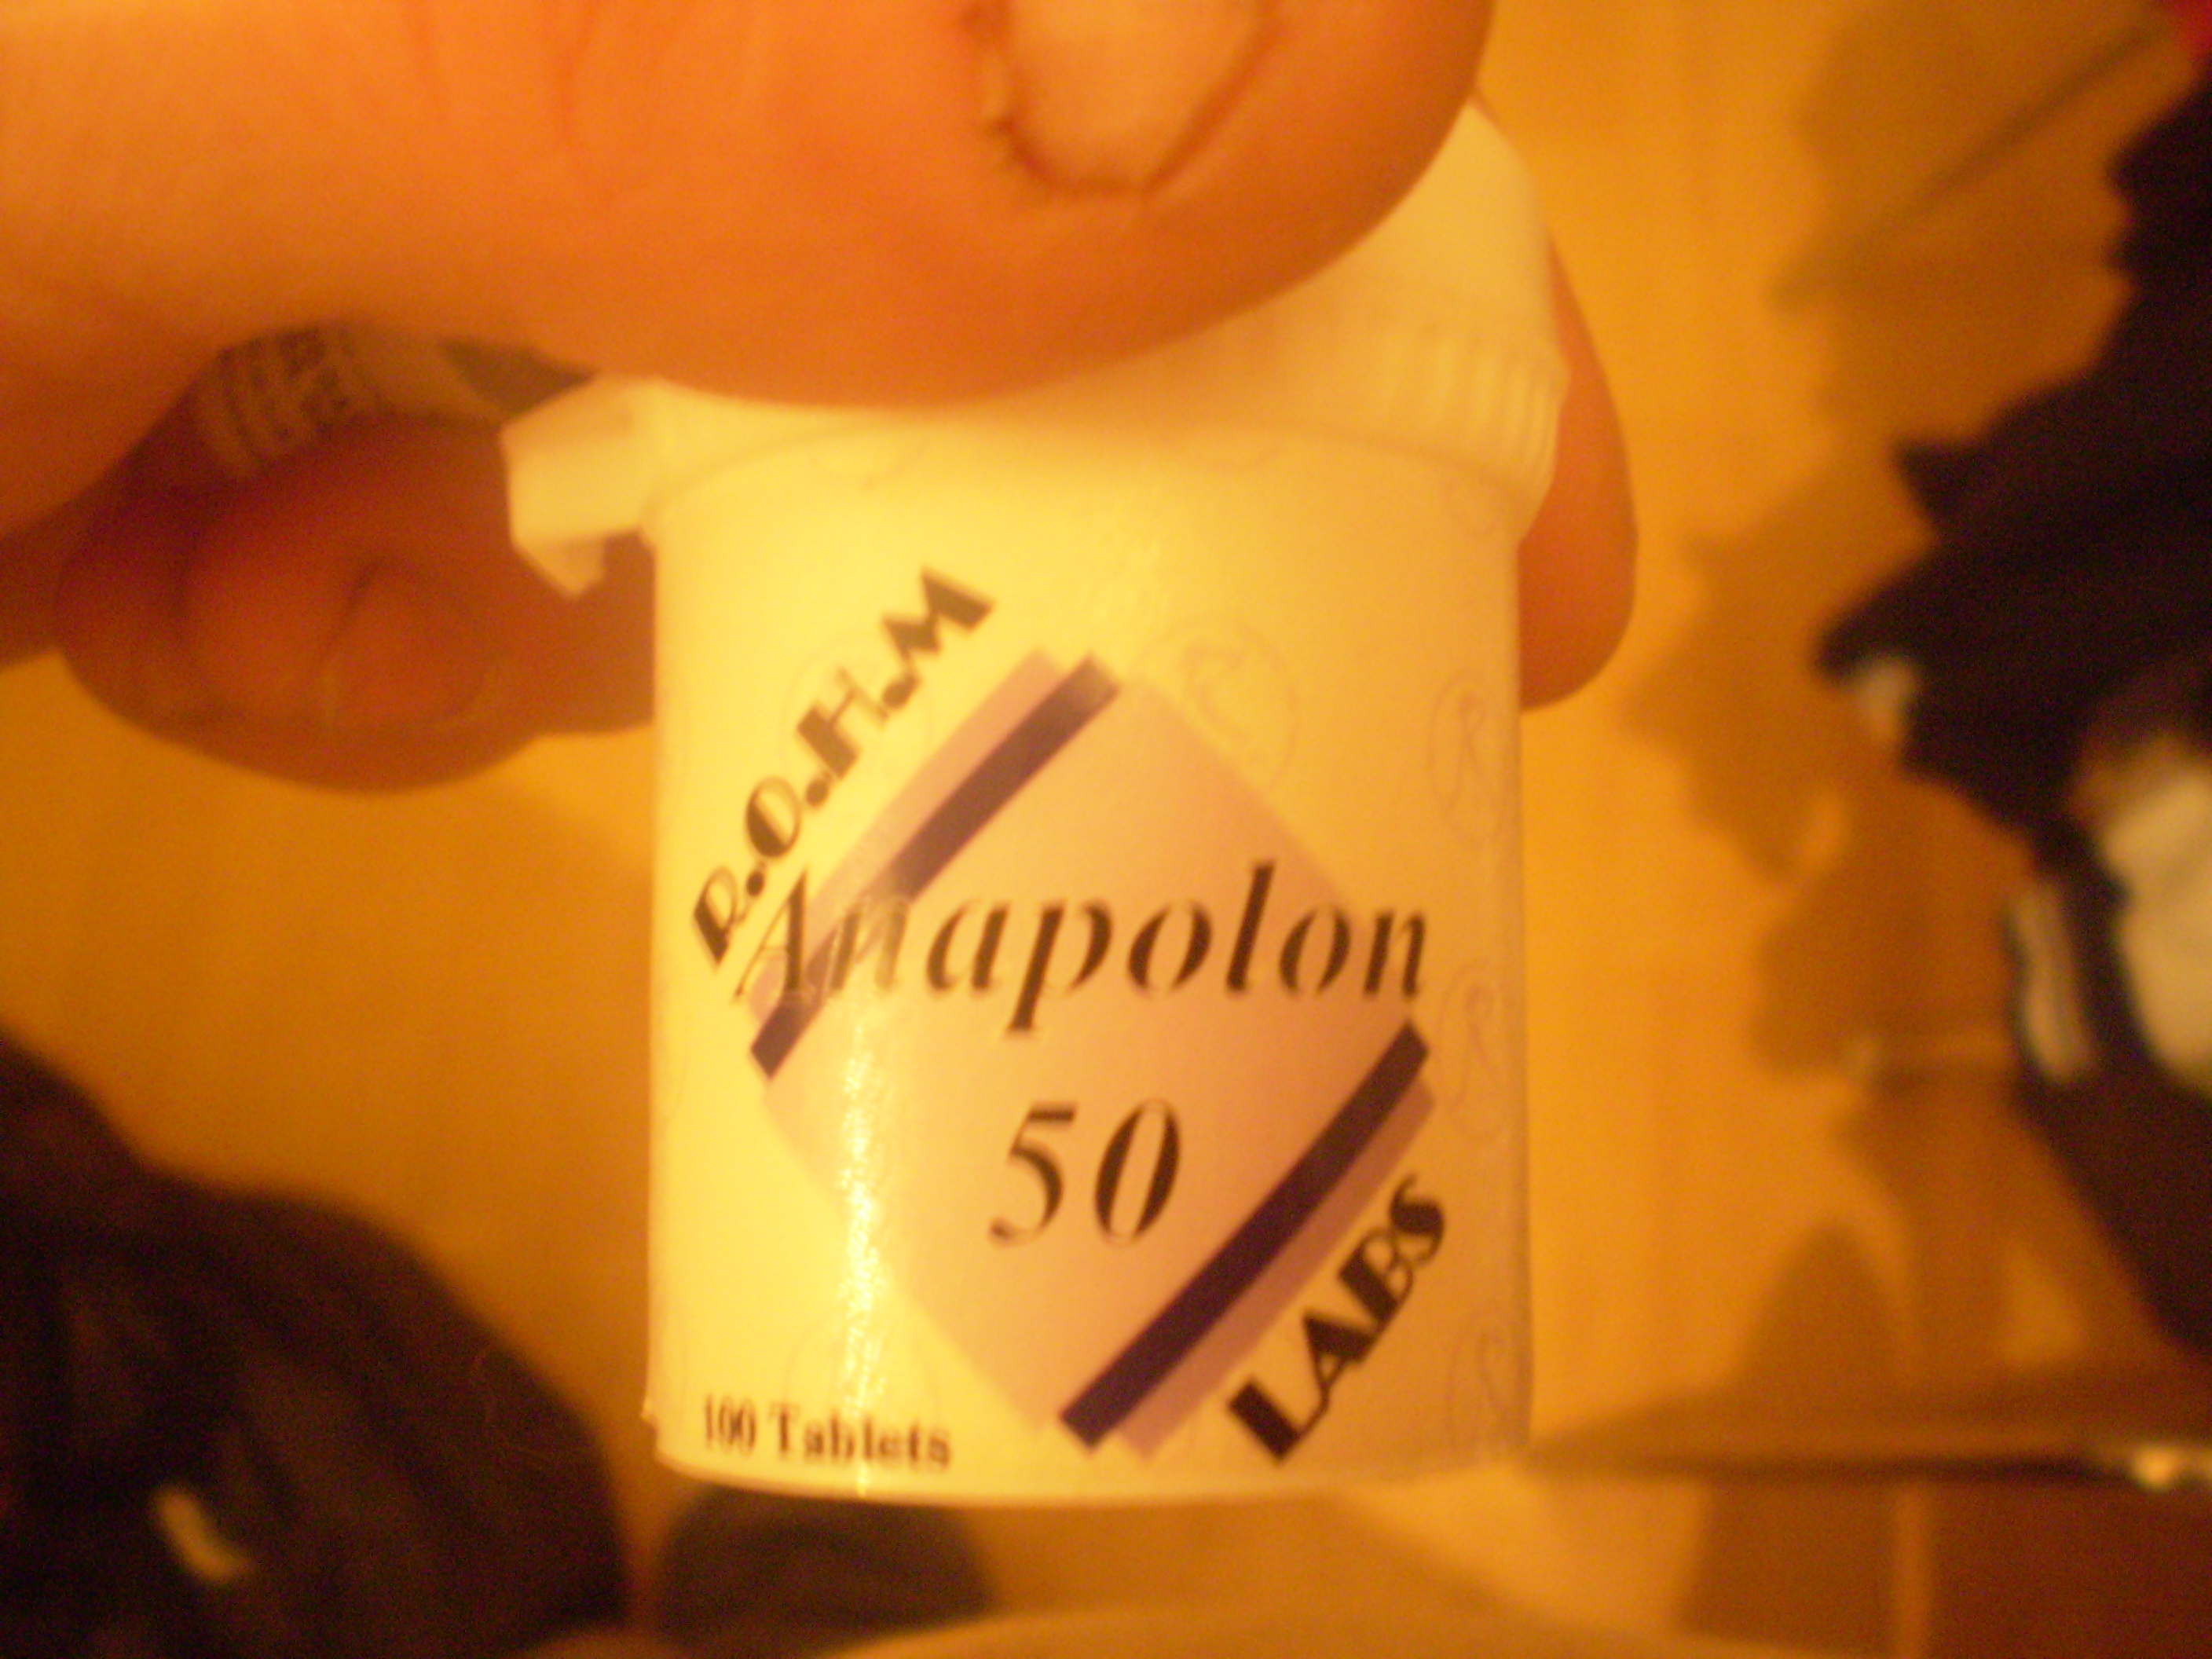 R.O.H.M
Anapolon
50
LABS
100 Tablets